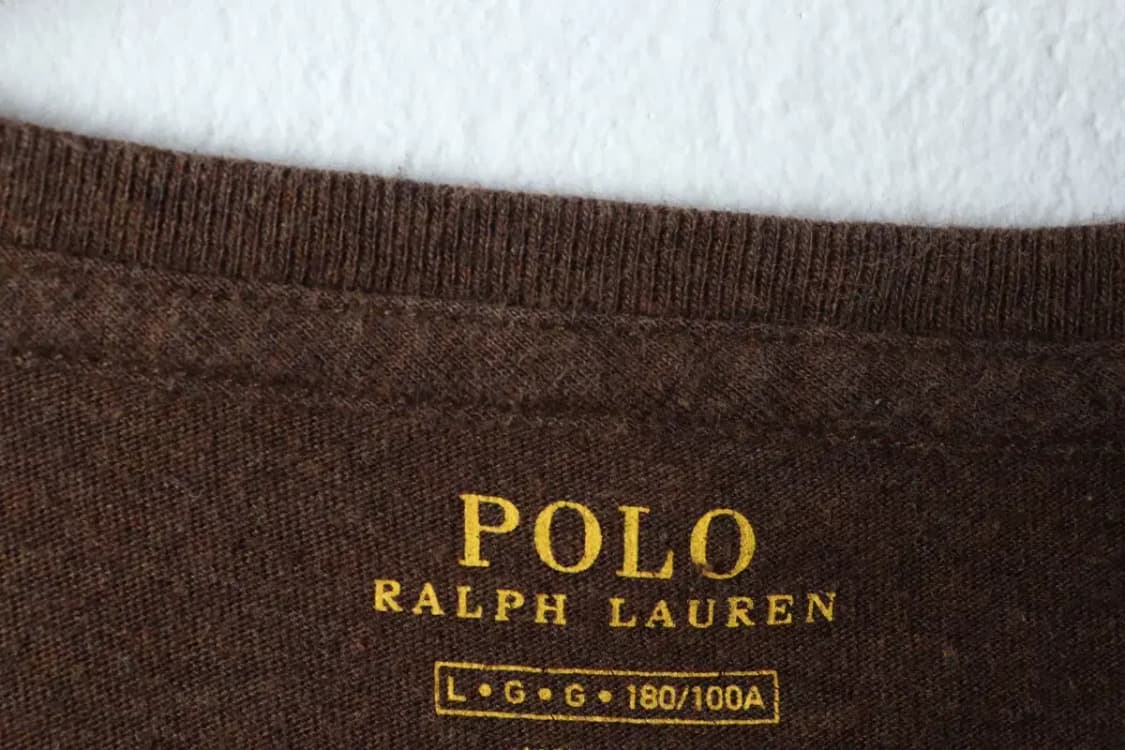 POLO
RALPH LAUREN
L • G • G • 180/100A